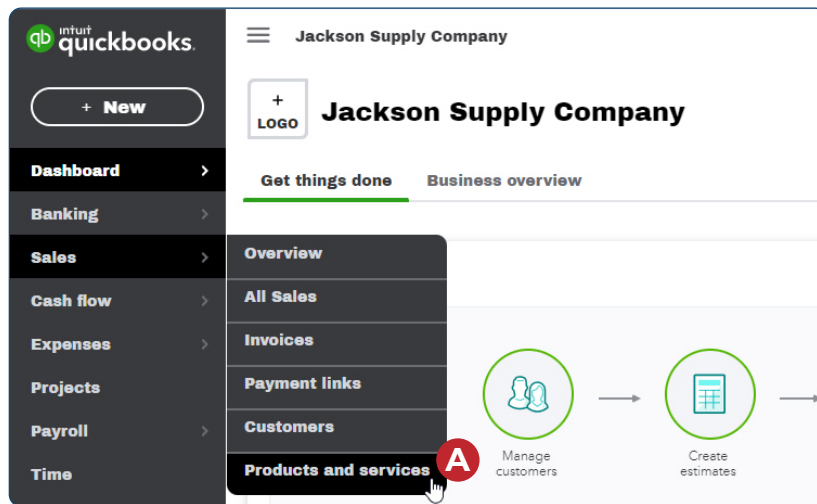 qb intuit quickbooks.
Jackson Supply Company
+ New
+ LOGO
Jackson Supply Company
Get things done
Business overview
Dashboard
Banking
Sales
Cash flow
Expenses
Projects
Payroll
Time
Overview
All Sales
Invoices
Payment links
Customers
Products and services
A
Manage
customers
Create
estimates